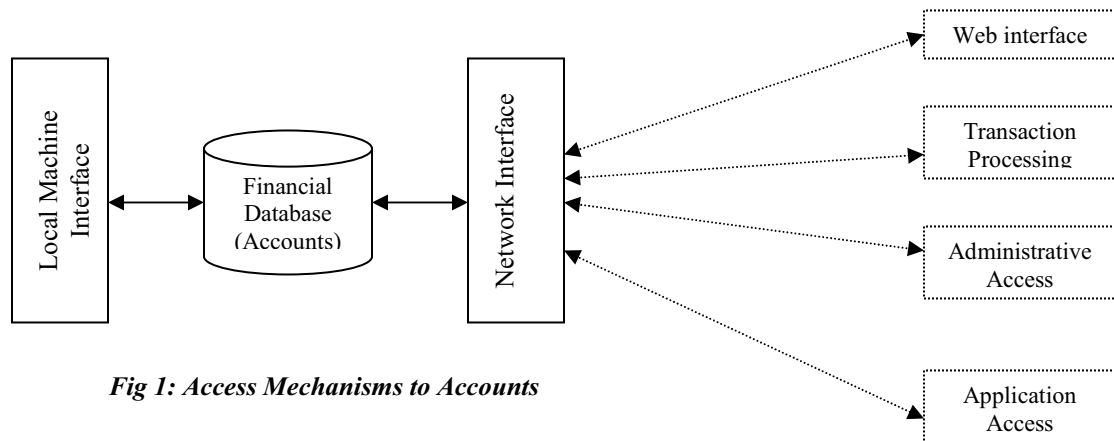 Local Machine
Interface
Financial
Database
(Accounts)
Network Interface
Web interface
Transaction
Processing
Administrative
Access
Application
Access
Fig 1: Access Mechanisms to Accounts